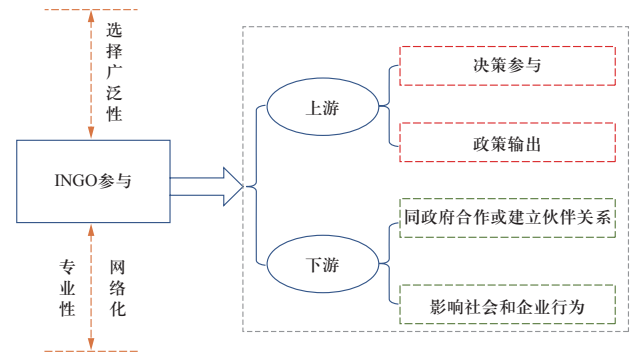 选择广泛性
INGO参与
专业性
网络化
上游
决策参与
政策输出
下游
同政府合作或建立伙伴关系
影响社会和企业行为